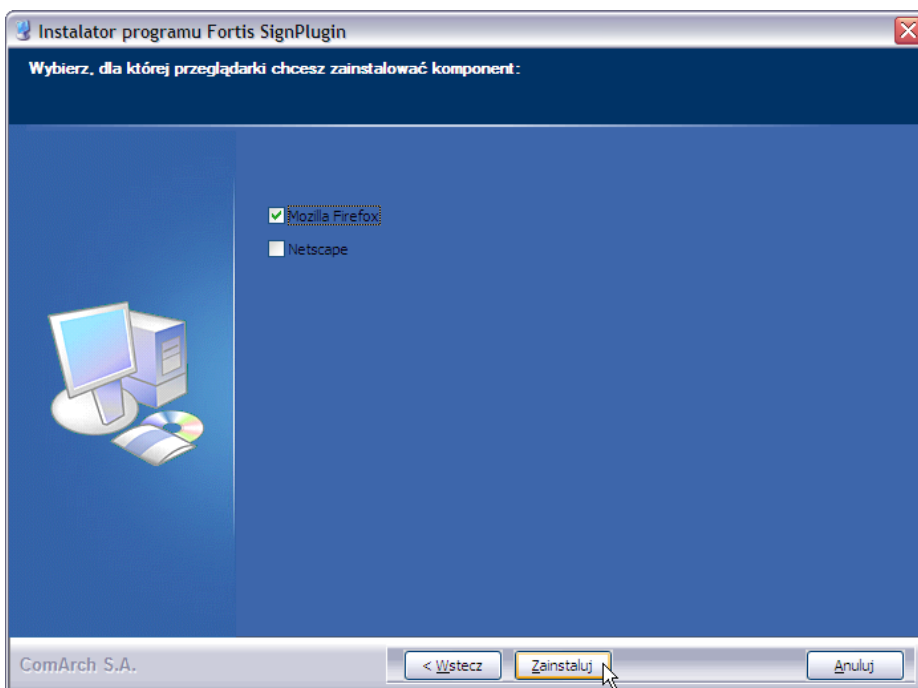 Instalator programu Fortis SignPlugin
Wybierz, dla której przeglądarki chcesz zainstalować komponent:
Mozilla Firefox
Netscape
ComArch S.A.
< Wstecz
Zainstaluj
Anuluj